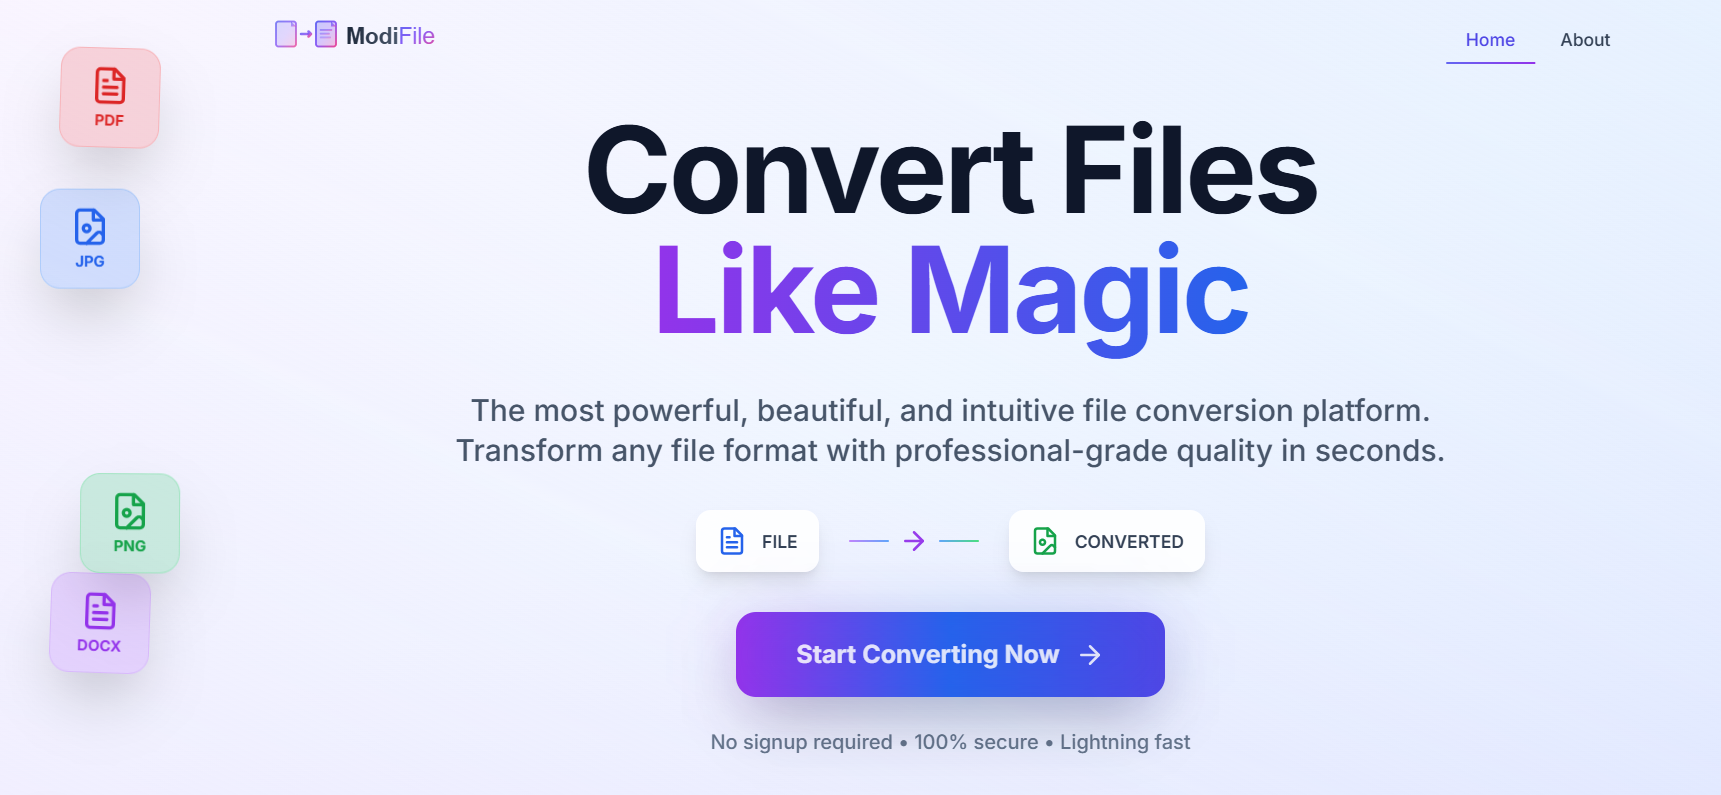 ModiFile
Home
About
PDF
JPG
PNG
DOCX
Convert Files
Like Magic
The most powerful, beautiful, and intuitive file conversion platform.
Transform any file format with professional-grade quality in seconds.
FILE
CONVERTED
Start Converting Now
No signup required • 100% secure • Lightning fast